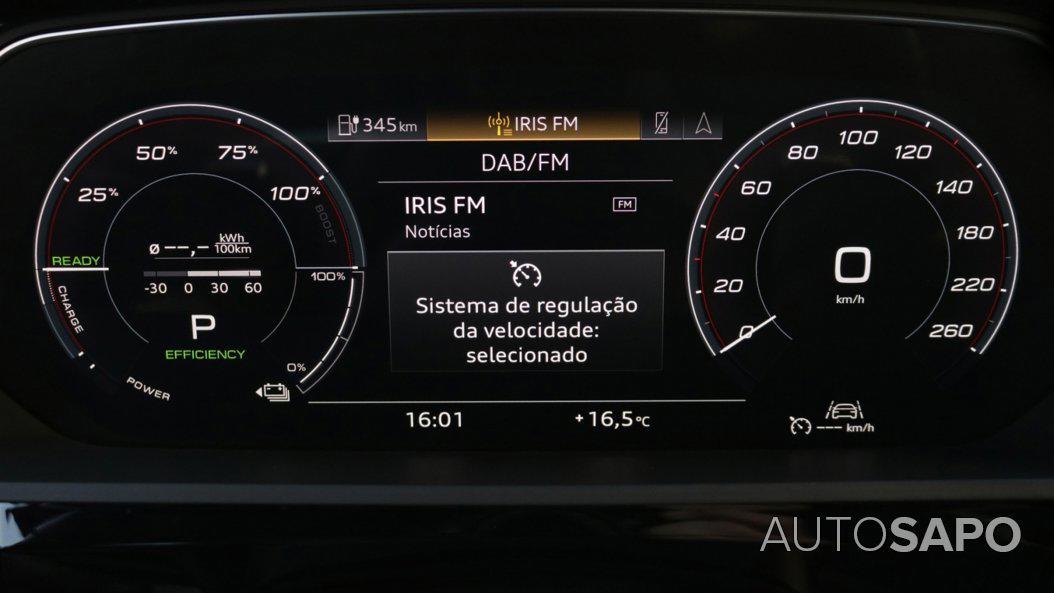 345 km
IRIS FM
DAB/FM
IRIS FM
FM
Notícias
Sistema de regulação
da velocidade:
selecionado
16:01
+16,5°C
25%
50%
75%
100%
BOOST
READY
CHARGE
POWER
ø --,- kWh/100km
-30 0 30 60
P
EFFICIENCY
100%
0%
0
20
40
60
80
100
120
140
180
220
260
0
km/h
--- km/h
AUTOSAPO